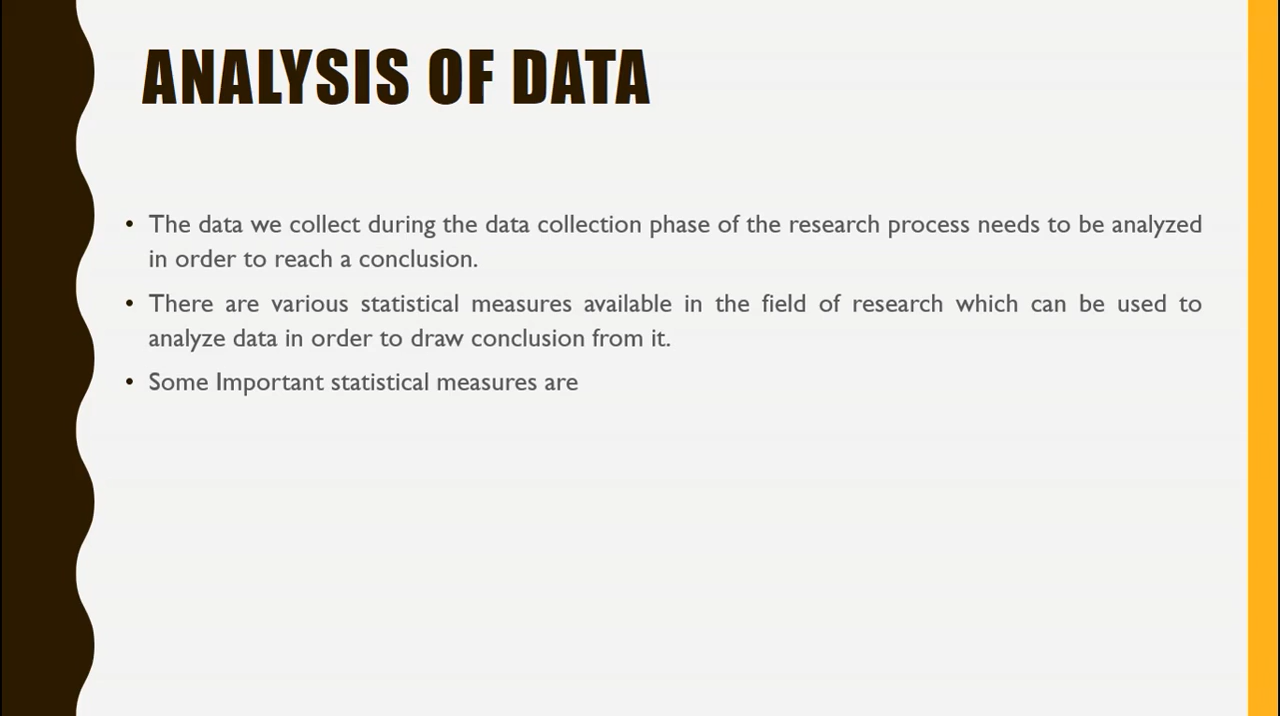 ANALYSIS OF DATA
• The data we collect during the data collection phase of the research process needs to be analyzed
in order to reach a conclusion.
• There are various statistical measures available in the field of research which can be used to
analyze data in order to draw conclusion from it.
• Some Important statistical measures are